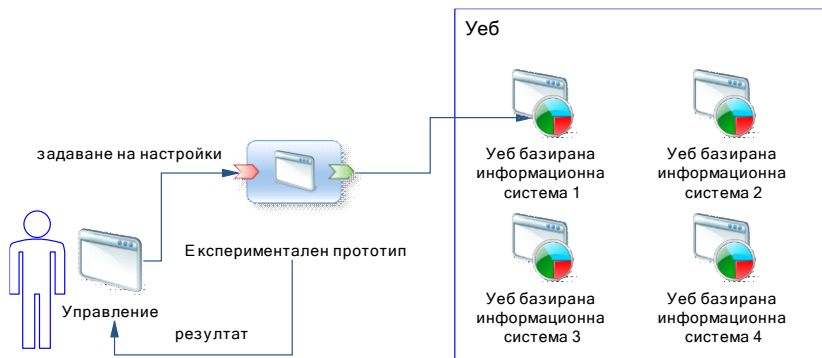 Уеб
задаване на настройки
Уеб базирана
информационна
система 1
Уеб базирана
информационна
система 2
Експериментален прототип
Управление
резултат
Уеб базирана
информационна
система 3
Уеб базирана
информационна
система 4